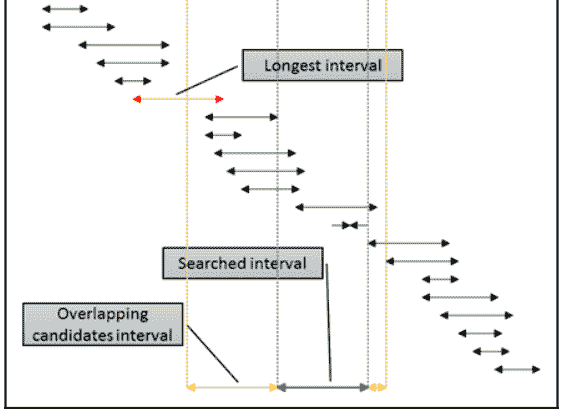 Longest interval
Searched interval
Overlapping
candidates interval